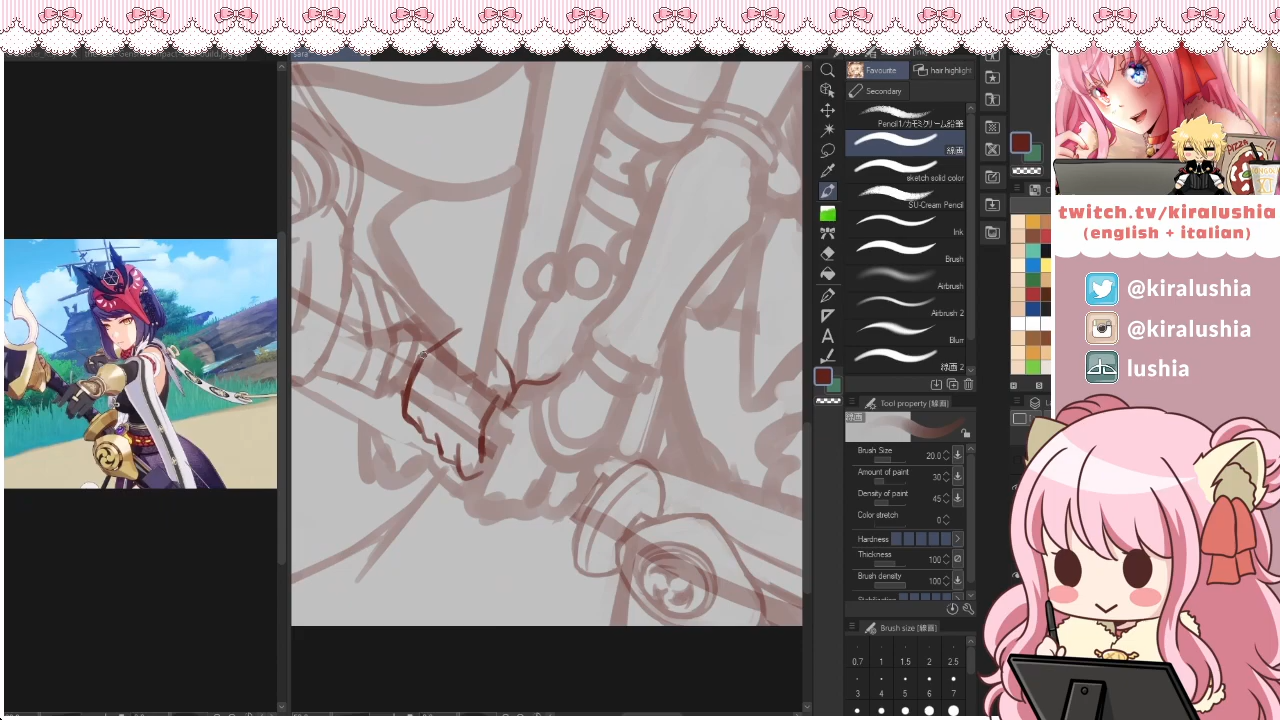 Favourite
hair highlight
Secondary
Pencil1/カモミクリーム鉛筆
線画
sketch solid color
SU-Cream Pencil
Ink
Brush
Airbrush
Airbrush 2
Blurr
線画 2
Tool property [線画]
線画
Brush Size 20.0
Amount of paint 30
Density of paint 45
Color stretch 0
Hardness
Thickness 100
Brush density 100
Stabilization
Brush size [線画]
0.7 1 1.5 2 2.5
3 4 5 6 7
PIZZA
twitch.tv/kiralushia
(english + italian)
@kiralushia
@kiralushia
lushia